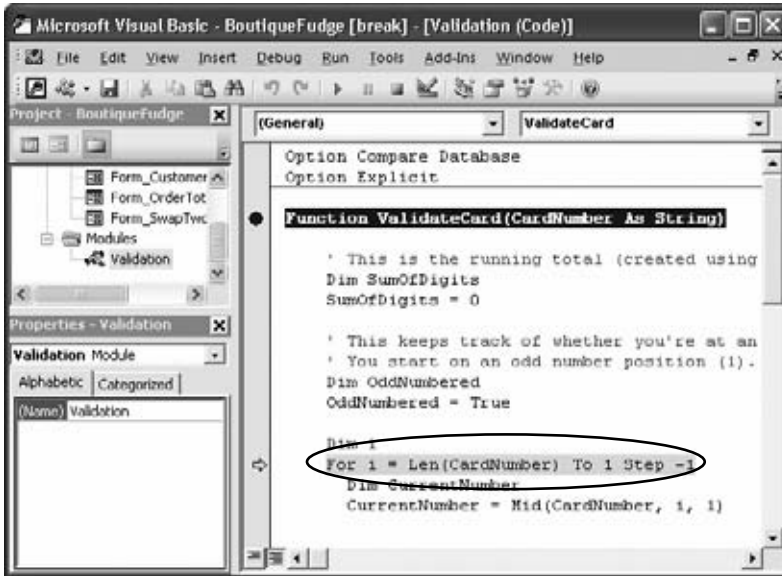 Microsoft Visual Basic - BoutiqueFudge [break] - [Validation (Code)]
File Edit View Insert Debug Run Tools Add-Ins Window Help
Project - BoutiqueFudge
Form_Customer
Form_OrderTot
Form_SwapTwo
Modules
Validation
Properties - Validation
Validation Module
Alphabetic Categorized
(Name) Validation
(General) ValidateCard
Option Compare Database
Option Explicit
Function ValidateCard(CardNumber As String)
' This is the running total (created using
Dim SumOfDigits
SumOfDigits = 0
' This keeps track of whether you're at an
' You start on an odd number position (1).
Dim OddNumbered
OddNumbered = True
Dim i
For i = Len(CardNumber) To 1 Step -1
Dim CurrentNumber
CurrentNumber = Mid(CardNumber, i, 1)